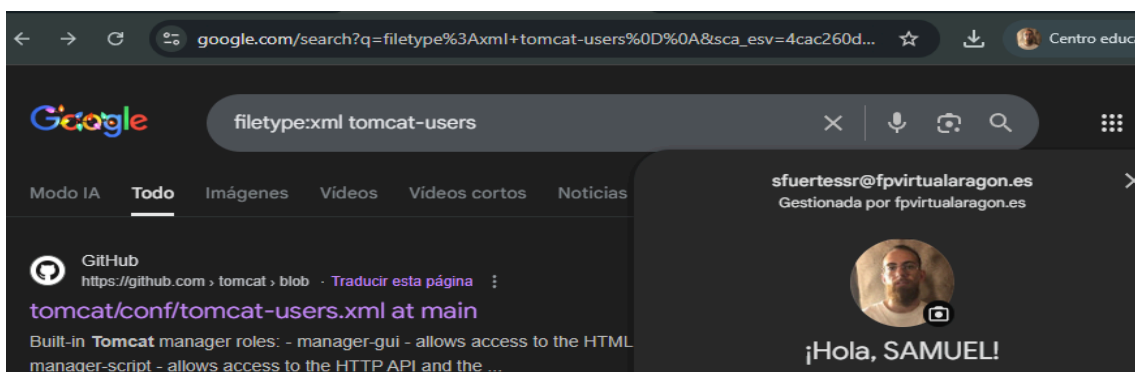 google.com/search?q=filetype%3Axml+tomcat-users%0D%0A&sca_esv=4cac260d...
Centro educa
Google
filetype:xml tomcat-users
Modo IA Todo Imágenes Vídeos Vídeos cortos Noticias
sfuertessr@fpvirtualaragon.es
Gestionada por fpvirtualaragon.es
GitHub
https://github.com › tomcat › blob · Traducir esta página
tomcat/conf/tomcat-users.xml at main
Built-in Tomcat manager roles: - manager-gui - allows access to the HTML
manager-script - allows access to the HTTP API and the ...
¡Hola, SAMUEL!